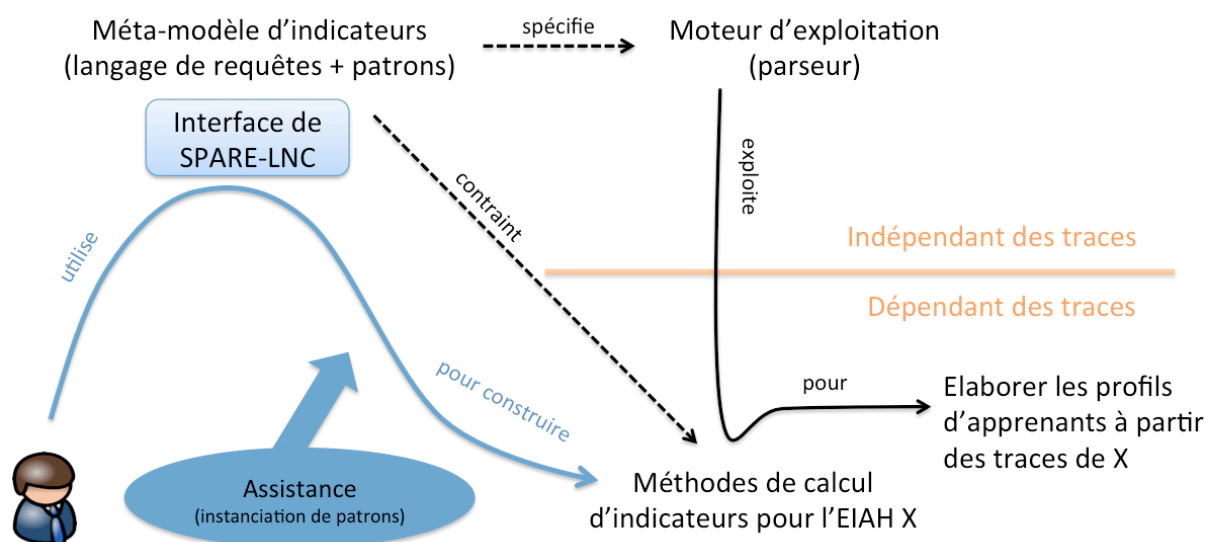 Méta-modèle d'indicateurs
(langage de requêtes + patrons)
spécifie
Moteur d'exploitation
(parseur)
Interface de
SPARE-LNC
utilise
contraint
exploite
Indépendant des traces
Dépendant des traces
pour construire
pour
Elaborer les profils
d'apprenants à partir
des traces de X
Assistance
(instanciation de patrons)
Méthodes de calcul
d'indicateurs pour l'EIAH X